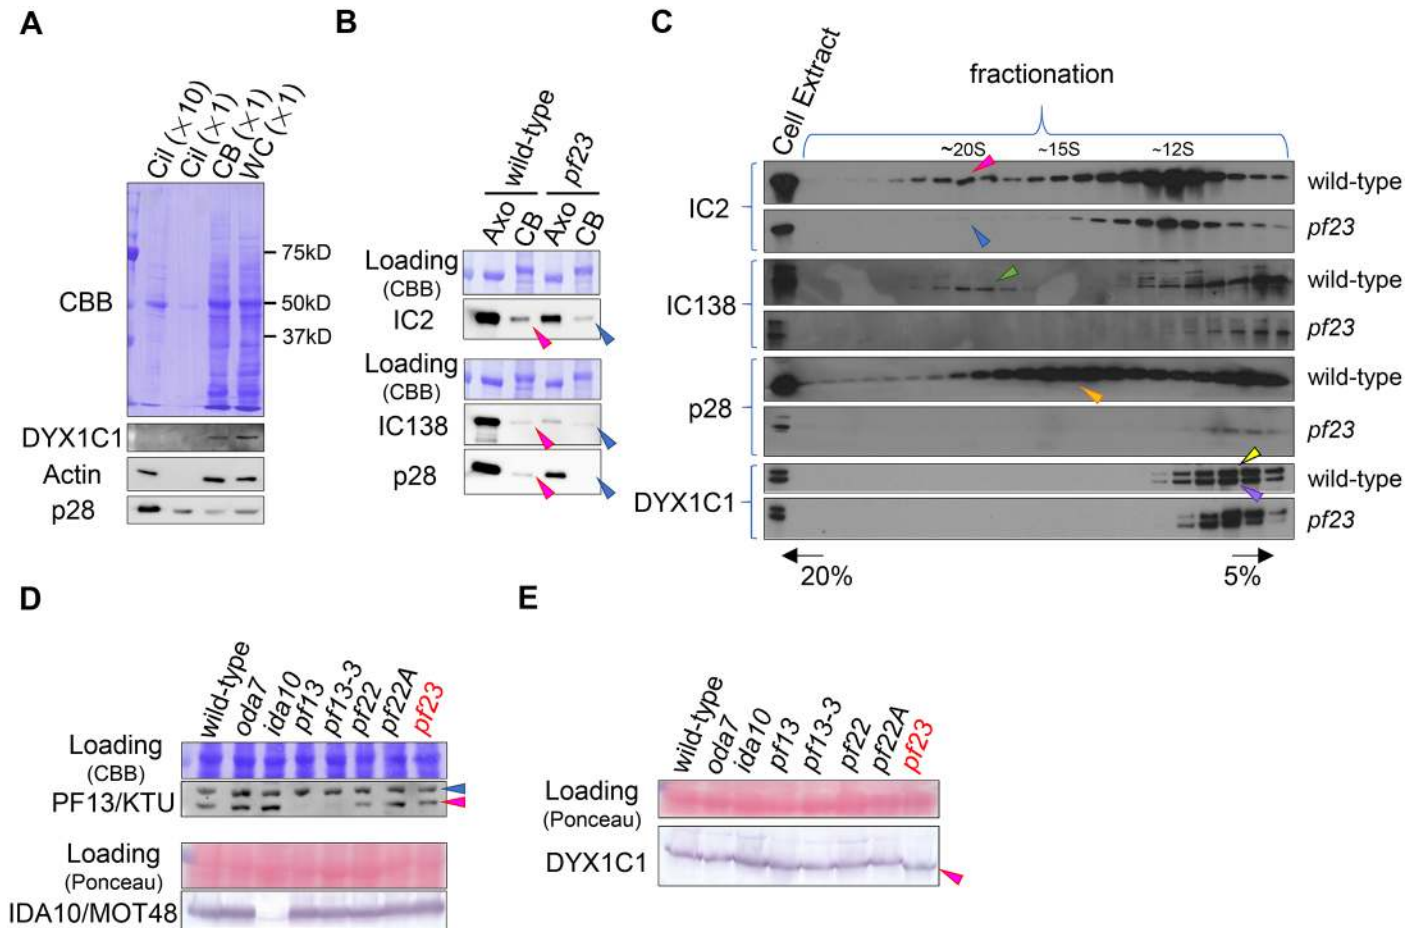 A
Cil (×10)
Cil (×1)
CB (×1)
WC (×1)
CBB
75kD
50kD
37kD
DYX1C1
Actin
p28
B
wild-type
pf23
Axo
CB
Axo
CB
Loading
(CBB)
IC2
Loading
(CBB)
IC138
p28
C
Cell Extract
fractionation
~20S
~15S
~12S
IC2
wild-type
pf23
IC138
wild-type
pf23
p28
wild-type
pf23
DYX1C1
wild-type
pf23
20%
5%
D
wild-type
oda7
ida10
pf13
pf13-3
pf22
pf22A
pf23
Loading
(CBB)
PF13/KTU
Loading
(Ponceau)
IDA10/MOT48
E
wild-type
oda7
ida10
pf13
pf13-3
pf22
pf22A
pf23
Loading
(Ponceau)
DYX1C1